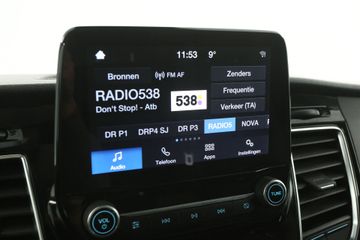 11:53 9°
Bronnen FM AF Zenders
RADIO538 538 Frequentie
Don't Stop! - Atb Verkeer (TA)
DR P1 DRP4 SJ DR P3 RADIO5 NOVA
Audio Telefoon Apps Instellingen
VOL TUNE